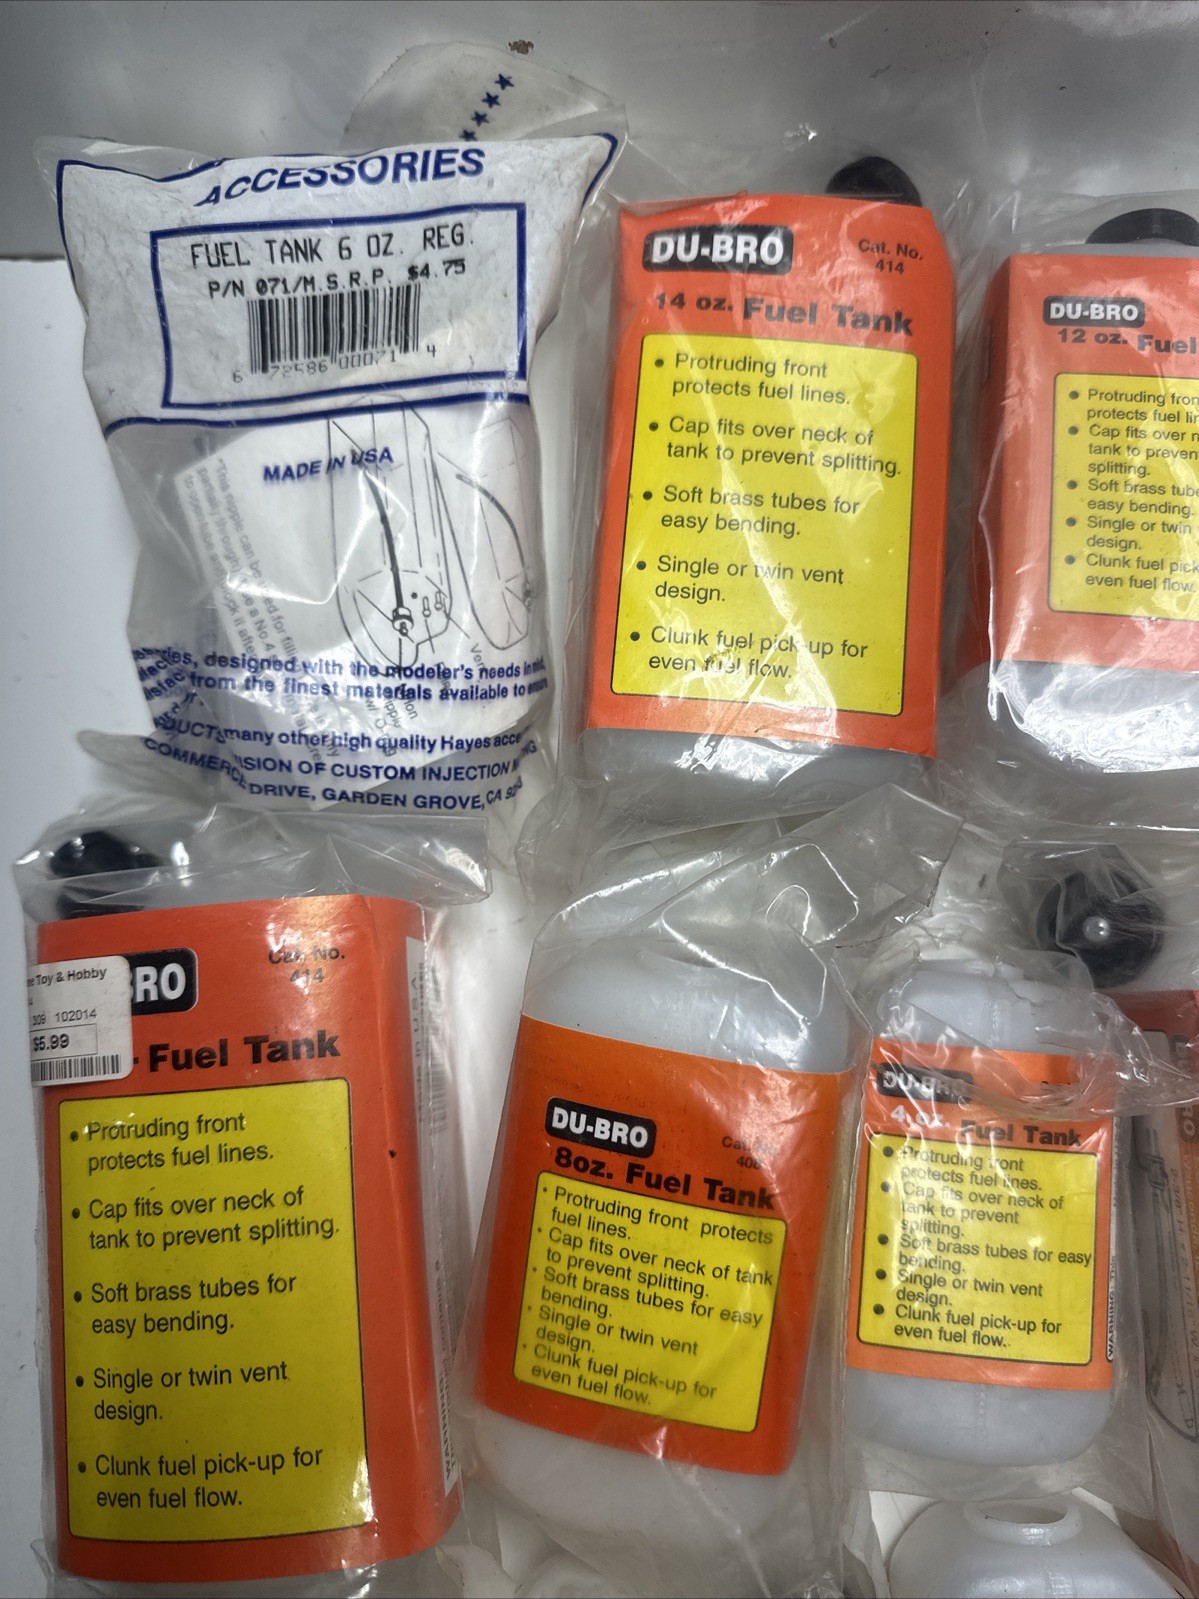 ACCESSORIES
FUEL TANK 6 OZ. REG.
P/N 071/M.S.R.P. $4.75
6 72586 00071 4
MADE IN USA
designed with the modeler's needs in
from the finest materials available to
many other high quality Hayes
OF CUSTOM INJECTION
DRIVE, GARDEN GROVE, CA
DU-BRO
Cat. No.
414
14 oz. Fuel Tank
• Protruding front
protects fuel lines.
• Cap fits over neck of
tank to prevent splitting.
• Soft brass tubes for
easy bending.
• Single or twin vent
design.
• Clunk fuel pick-up for
even fuel flow.
DU-BRO
12 oz. Fuel
• Protruding
protects fuel
• Cap fits over
tank to
splitting.
• Soft brass
easy bending.
• Single or twin
design.
• Clunk fuel
even fuel flow.
Toy & Hobby
309 102014
$5.99
BRO
Cat. No.
414
Fuel Tank
• Protruding front
protects fuel lines.
• Cap fits over neck of
tank to prevent splitting.
• Soft brass tubes for
easy bending.
• Single or twin vent
design.
• Clunk fuel pick-up for
even fuel flow.
DU-BRO
8oz. Fuel Tank
• Protruding front protects
fuel lines.
• Cap fits over neck of tank
to prevent splitting.
• Soft brass tubes for easy
bending.
• Single or twin vent
design.
• Clunk fuel pick-up for
even fuel flow.
DU-BRO
4 oz. Fuel Tank
• Protruding front
protects fuel lines.
• Cap fits over neck of
tank to prevent
splitting.
• Soft brass tubes for easy
bending.
• Single or twin vent
design.
• Clunk fuel pick-up for
even fuel flow.